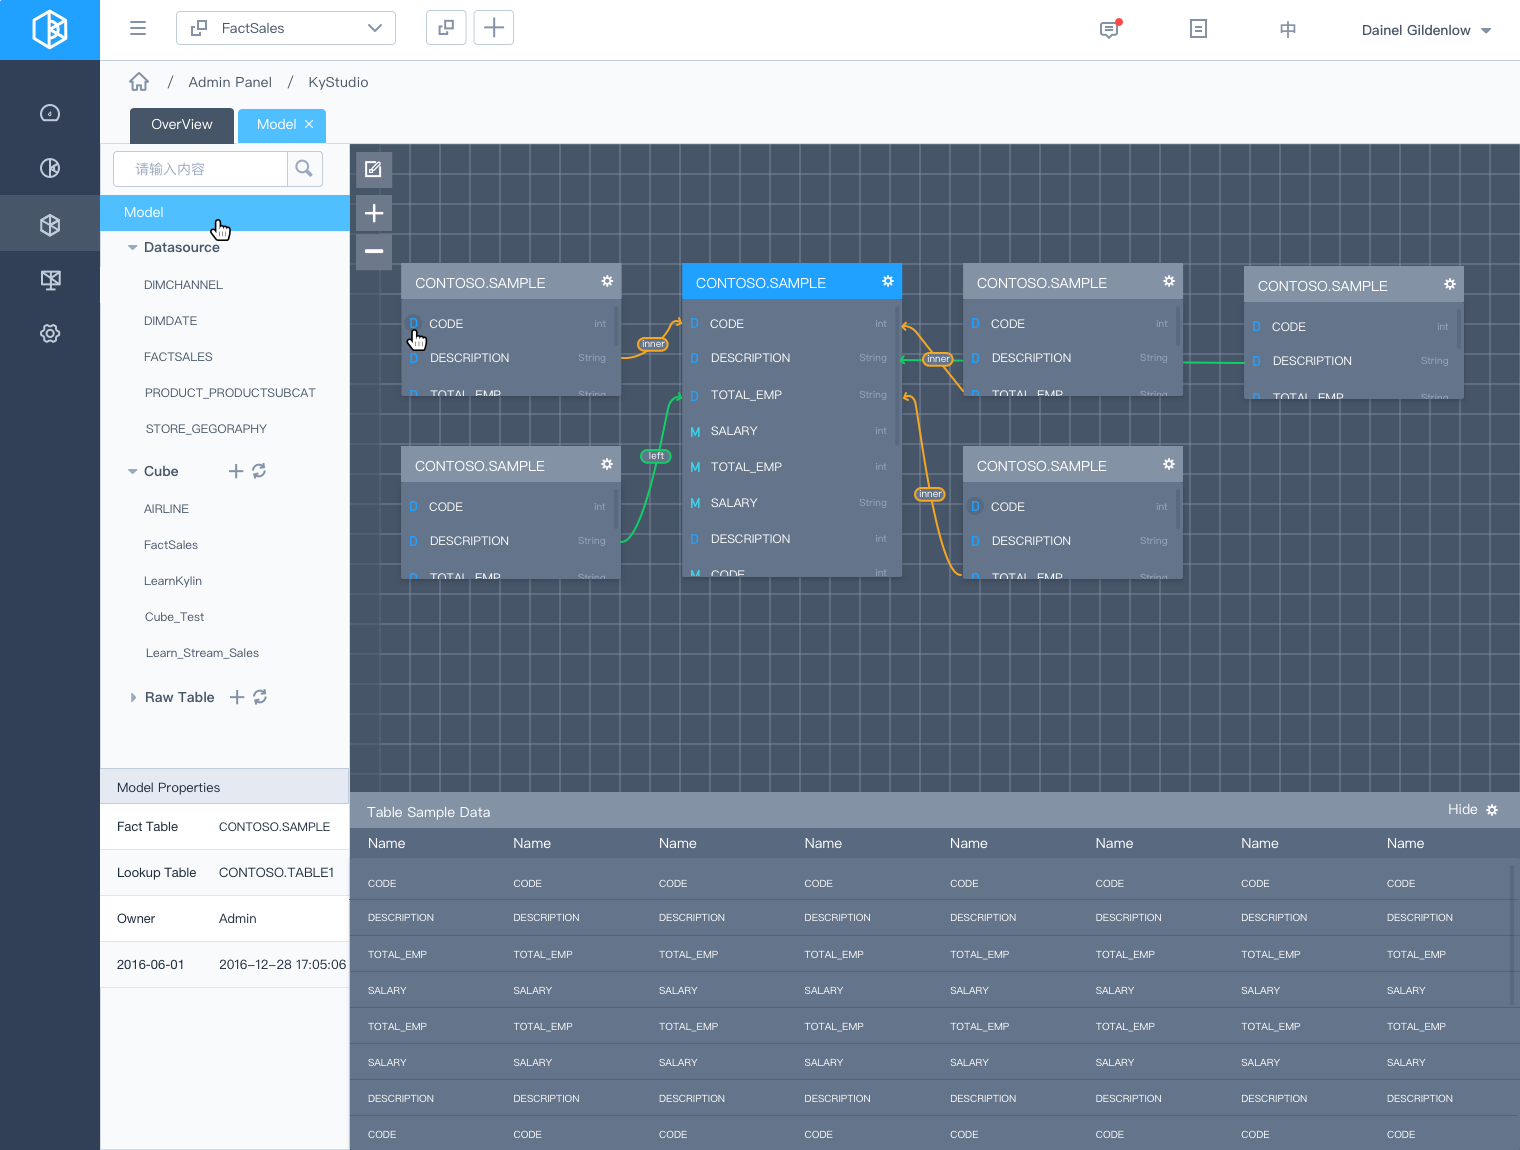 FactSales
中
Dainel Gildenlow
/ Admin Panel / KyStudio
OverView
Model ×
请输入内容
Model
Datasource
DIMCHANNEL
DIMDATE
FACTSALES
PRODUCT_PRODUCTSUBCAT
STORE_GEGORAPHY
Cube
AIRLINE
FactSales
LearnKylin
Cube_Test
Learn_Stream_Sales
Raw Table
Model Properties
Fact Table CONTOSO.SAMPLE
Lookup Table CONTOSO.TABLE1
Owner Admin
2016-06-01 2016-12-28 17:05:06
CONTOSO.SAMPLE
D CODE int
D DESCRIPTION String
D TOTAL_EMP String
inner
CONTOSO.SAMPLE
D CODE int
D DESCRIPTION String
D TOTAL_EMP String
left
CONTOSO.SAMPLE
D CODE int
D DESCRIPTION String
D TOTAL_EMP String
M SALARY int
M TOTAL_EMP int
M SALARY String
D DESCRIPTION int
M CODE int
inner
CONTOSO.SAMPLE
D CODE int
D DESCRIPTION String
D TOTAL_EMP String
inner
CONTOSO.SAMPLE
D CODE int
D DESCRIPTION String
D TOTAL_EMP String
CONTOSO.SAMPLE
D CODE int
D DESCRIPTION String
D TOTAL_EMP String
Table Sample Data Hide
Name Name Name Name Name Name Name Name
CODE CODE CODE CODE CODE CODE CODE CODE
DESCRIPTION DESCRIPTION DESCRIPTION DESCRIPTION DESCRIPTION DESCRIPTION DESCRIPTION DESCRIPTION
TOTAL_EMP TOTAL_EMP TOTAL_EMP TOTAL_EMP TOTAL_EMP TOTAL_EMP TOTAL_EMP TOTAL_EMP
SALARY SALARY SALARY SALARY SALARY SALARY SALARY SALARY
TOTAL_EMP TOTAL_EMP TOTAL_EMP TOTAL_EMP TOTAL_EMP TOTAL_EMP TOTAL_EMP TOTAL_EMP
SALARY SALARY SALARY SALARY SALARY SALARY SALARY SALARY
DESCRIPTION DESCRIPTION DESCRIPTION DESCRIPTION DESCRIPTION DESCRIPTION DESCRIPTION DESCRIPTION
CODE CODE CODE CODE CODE CODE CODE CODE